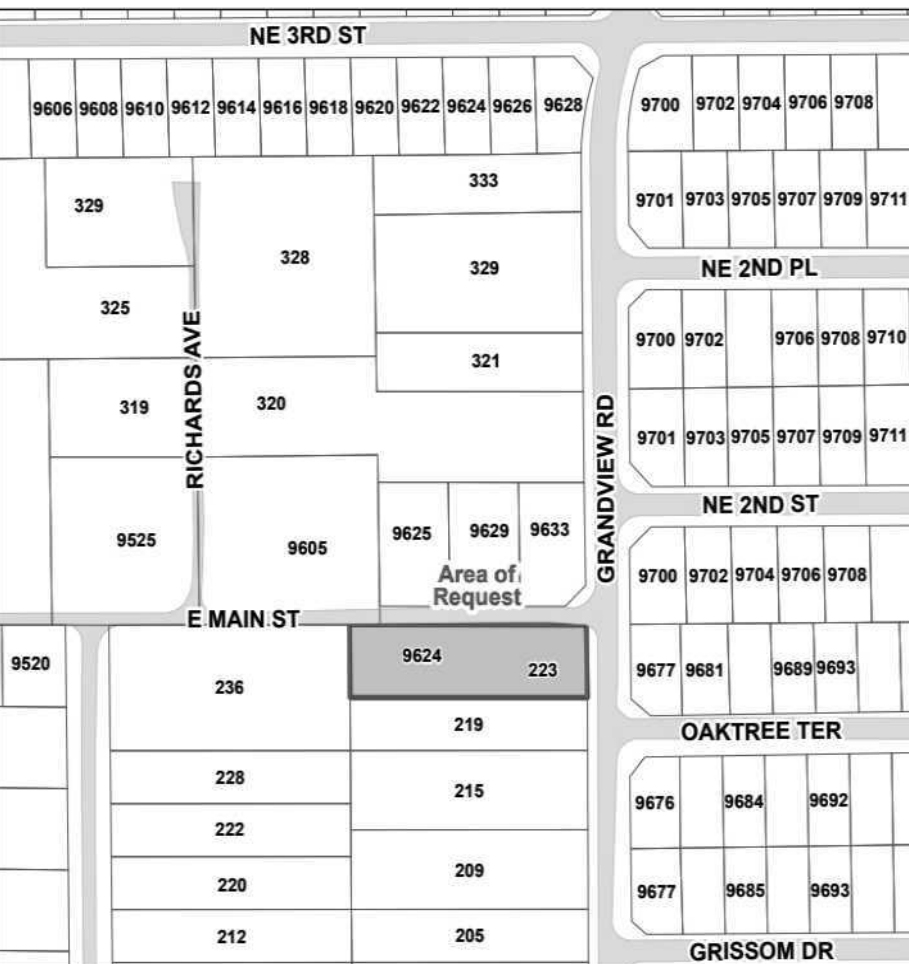 NE 3RD ST
9606 9608 9610 9612 9614 9616 9618 9620 9622 9624 9626 9628
9700 9702 9704 9706 9708
333
329
9701 9703 9705 9707 9709 9711
328
329
NE 2ND PL
325
RICHARDS AVE
321
9700 9702 9706 9708 9710
319
320
GRANDVIEW RD
9701 9703 9705 9707 9709 9711
NE 2ND ST
9525
9605
9625
9629
9633
Area of
Request
9700 9702 9704 9706 9708
E MAIN ST
9520
236
9624
223
9677 9681 9689 9693
219
OAKTREE TER
228
215
9676 9684 9692
222
220
209
9677 9685 9693
212
205
GRISSOM DR